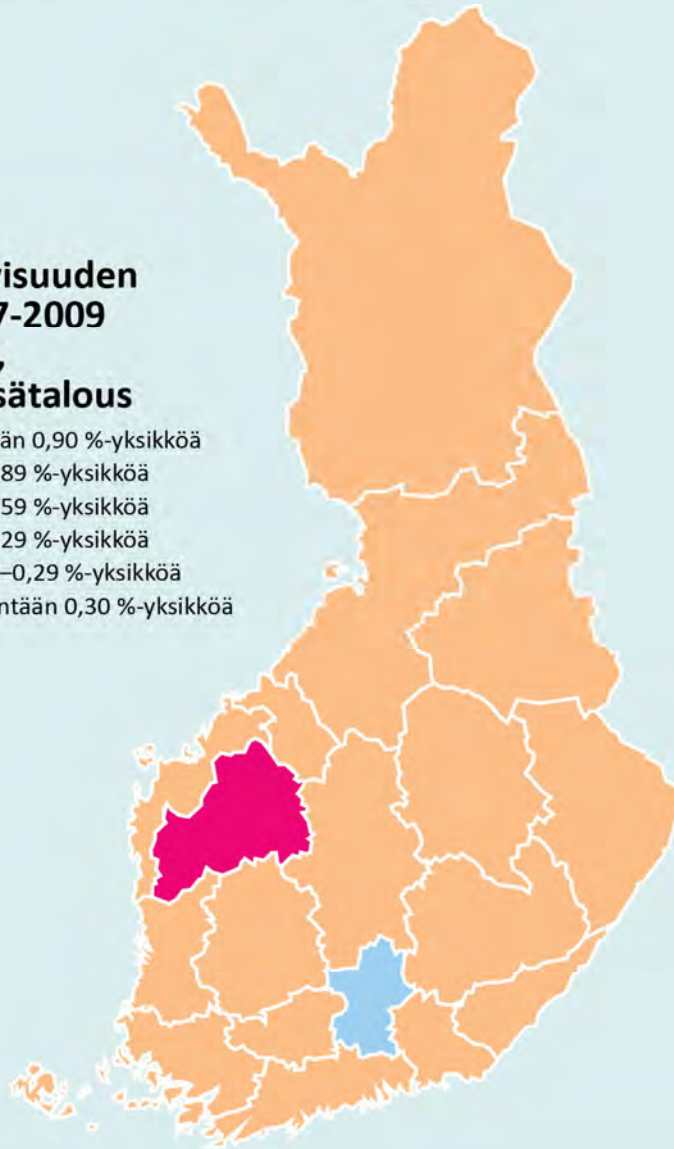 isuuden
7-2009
,
sätalous
än 0,90 %-yksikköä
89 %-yksikköä
59 %-yksikköä
29 %-yksikköä
–0,29 %-yksikköä
ntään 0,30 %-yksikköä